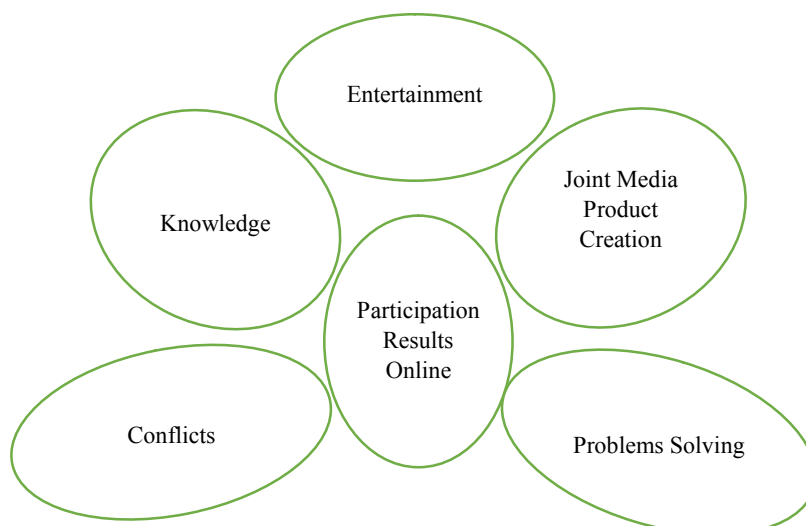 Entertainment
Knowledge
Joint Media
Product
Creation
Participation
Results
Online
Conflicts
Problems Solving